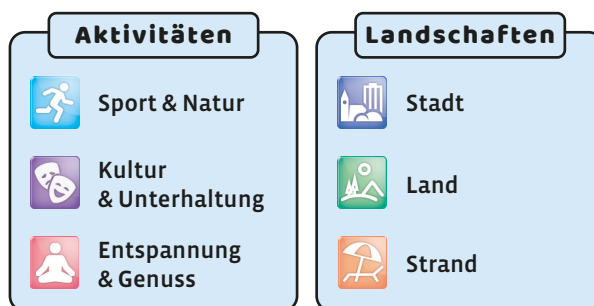 Aktivitäten
Sport & Natur
Kultur
& Unterhaltung
Entspannung
& Genuss
Landschaften
Stadt
Land
Strand